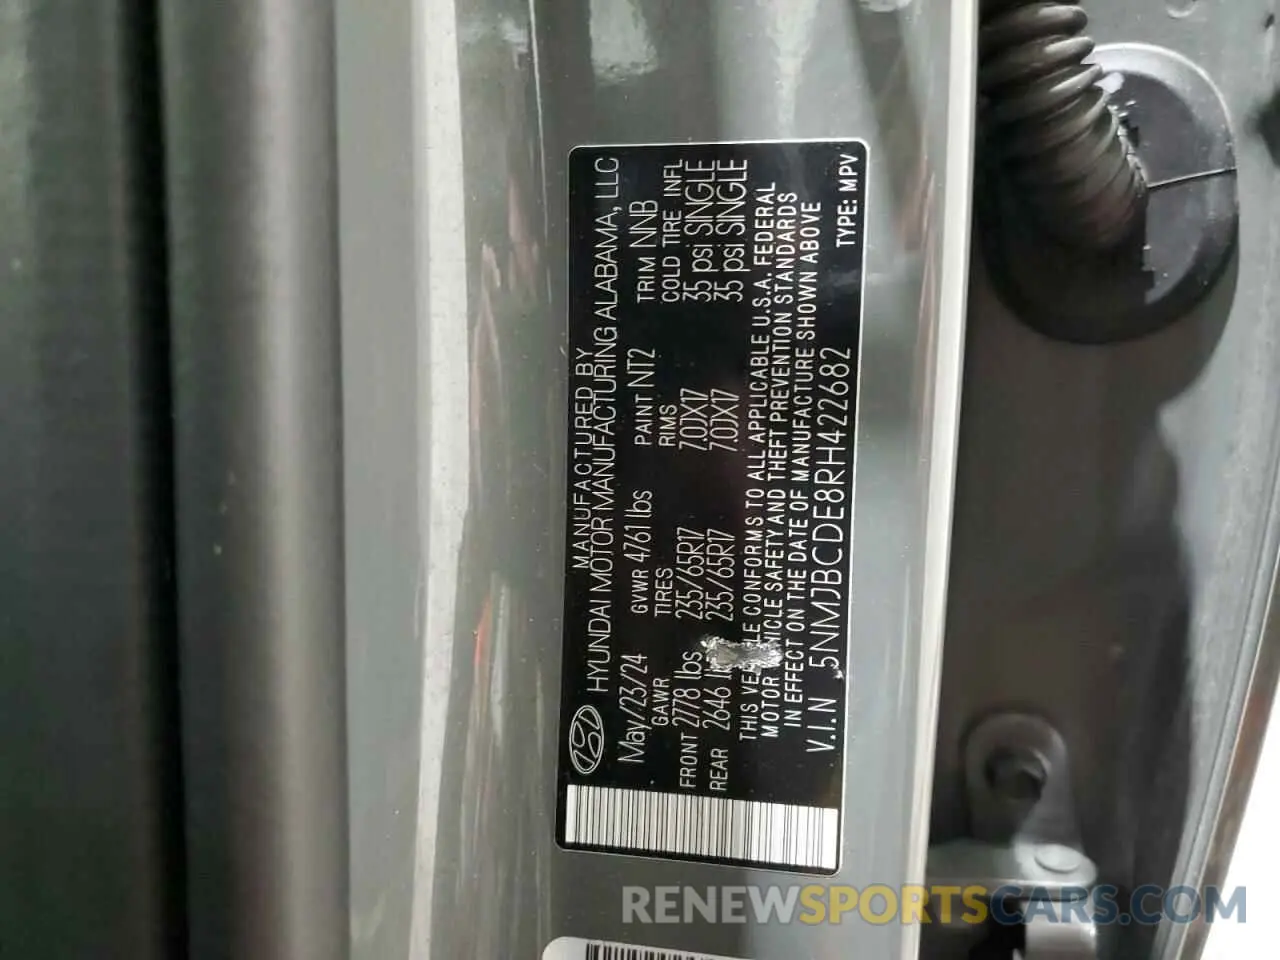 MANUFACTURED BY
HYUNDAI MOTOR MANUFACTURING ALABAMA, LLC
May/23/24 GVWR 4761 lbs PAINT NT2 TRIM NNB
GAWR TIRES RIMS COLD TIRE INFL
FRONT 2778 lbs 235/65R17 7.0JX17 35 psi SINGLE
REAR 2646 235/65R17 7.0JX17 35 psi SINGLE
THIS CONFORMS TO ALL APPLICABLE U.S.A. FEDERAL
MOTOR SAFETY AND THEFT PREVENTION STANDARDS
IN EFFECT ON THE DATE OF MANUFACTURE SHOWN ABOVE
V.I.N 5NMJBCDE8RH422682
TYPE: MPV
RENEWSPORTSCARS.COM